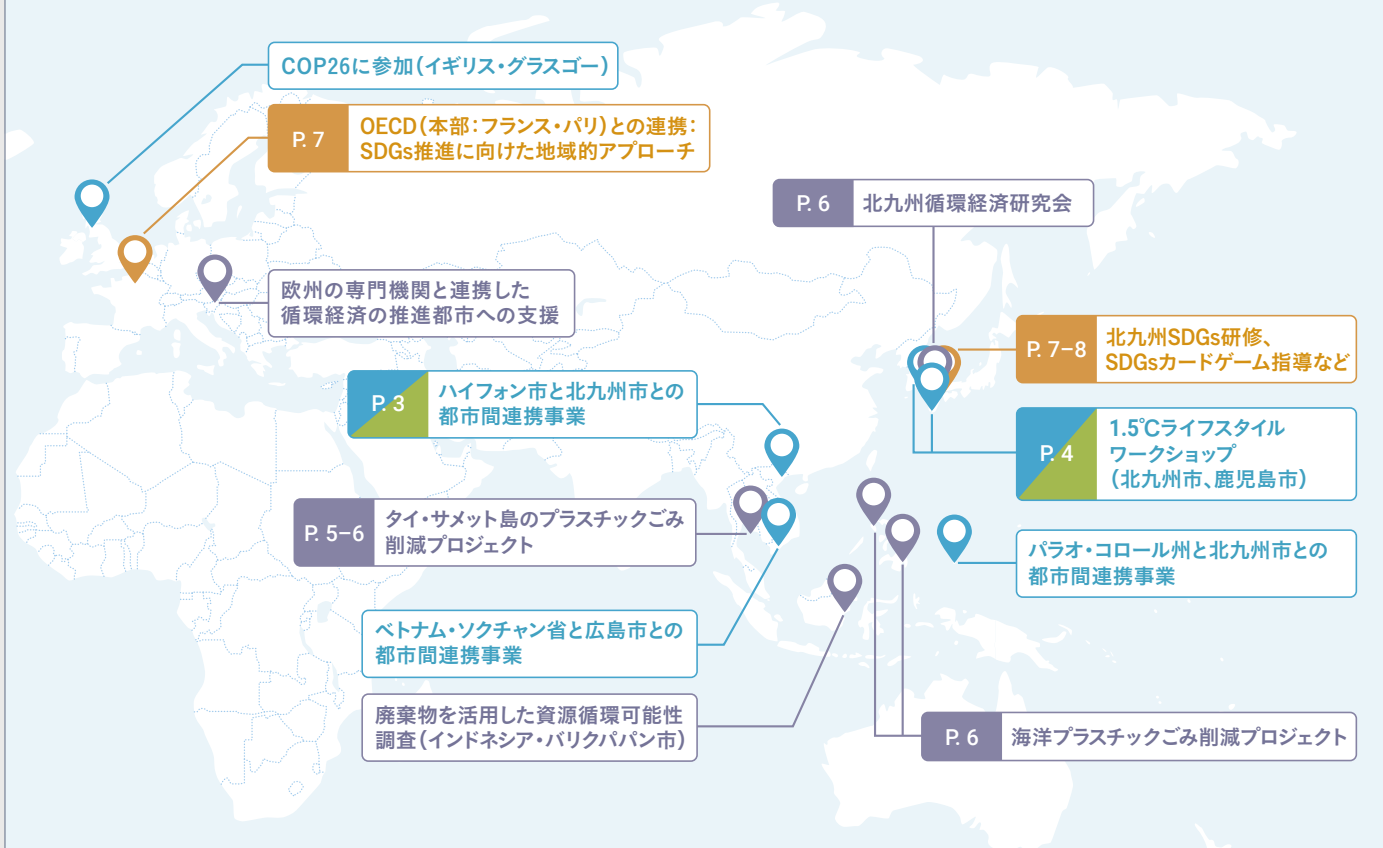 COP26に参加(イギリス・グラスゴー)
P. 7
OECD(本部:フランス・パリ)との連携:
SDGs推進に向けた地域的アプローチ
P. 6
北九州循環経済研究会
欧州の専門機関と連携した
循環経済の推進都市への支援
P. 7-8
北九州SDGs研修、
SDGsカードゲーム指導など
P. 3
ハイフォン市と北九州市との
都市間連携事業
P. 4
1.5℃ライフスタイル
ワークショップ
(北九州市、鹿児島市)
P. 5-6
タイ・サメット島のプラスチックごみ
削減プロジェクト
パラオ・コロール州と北九州市との
都市間連携事業
ベトナム・ソクチャン省と広島市との
都市間連携事業
廃棄物を活用した資源循環可能性
調査(インドネシア・バリクパパン市)
P. 6
海洋プラスチックごみ削減プロジェクト